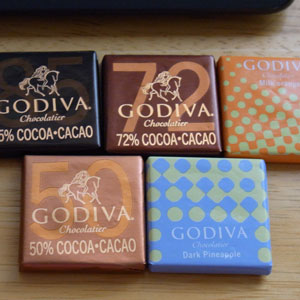 85
GODIVA
Chocolatier
85% COCOA•CACAO
72
GODIVA
Chocolatier
72% COCOA•CACAO
GODIVA
Chocolatier
50
GODIVA
Chocolatier
50% COCOA•CACAO
GODIVA
Chocolatier
Dark Pineapple